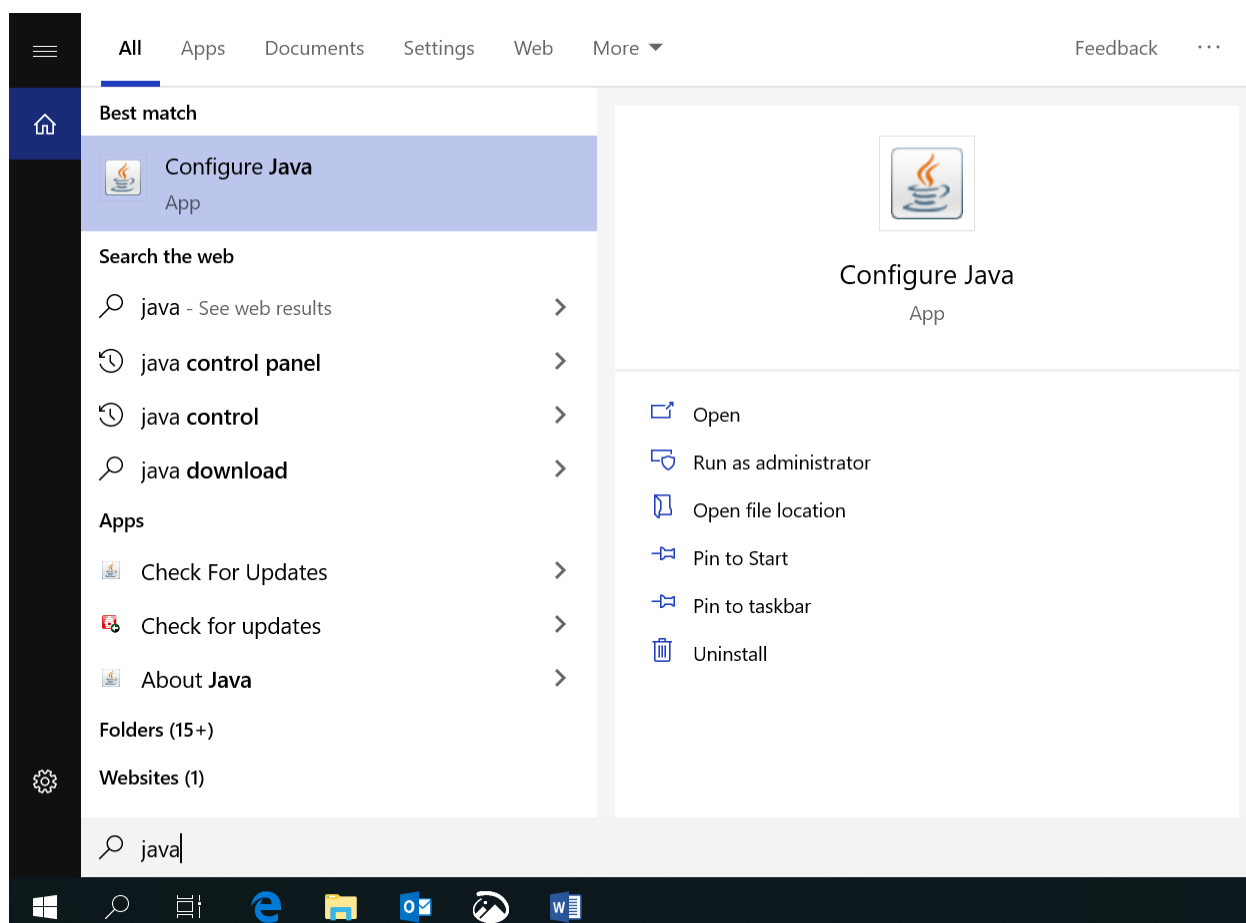 All Apps Documents Settings Web More Feedback ...
Best match
Configure Java
App
Search the web
java - See web results
java control panel
java control
java download
Apps
Check For Updates
Check for updates
About Java
Folders (15+)
Websites (1)
java
Configure Java
App
Open
Run as administrator
Open file location
Pin to Start
Pin to taskbar
Uninstall